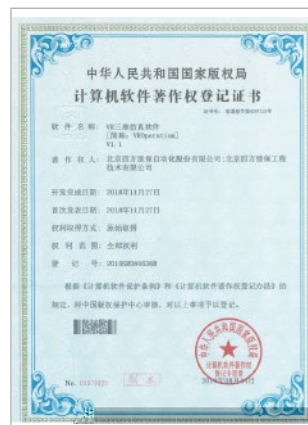 中华人民共和国国家版权局
计算机软件著作权登记证书
软件名称： VR三维仿真软件
[简称：VROperation]
V1.1
著作权人： 北京四方继保自动化股份有限公司;北京四方继保工程
技术有限公司
开发完成日期： 2018年11月27日
首次发表日期： 2018年11月27日
权利取得方式： 原始取得
权利范围： 全部权利
登记号：
根据《计算机软件保护条例》和《计算机软件著作权登记办法》的
规定，经中国版权保护中心审核，对以上事项予以登记。
No.